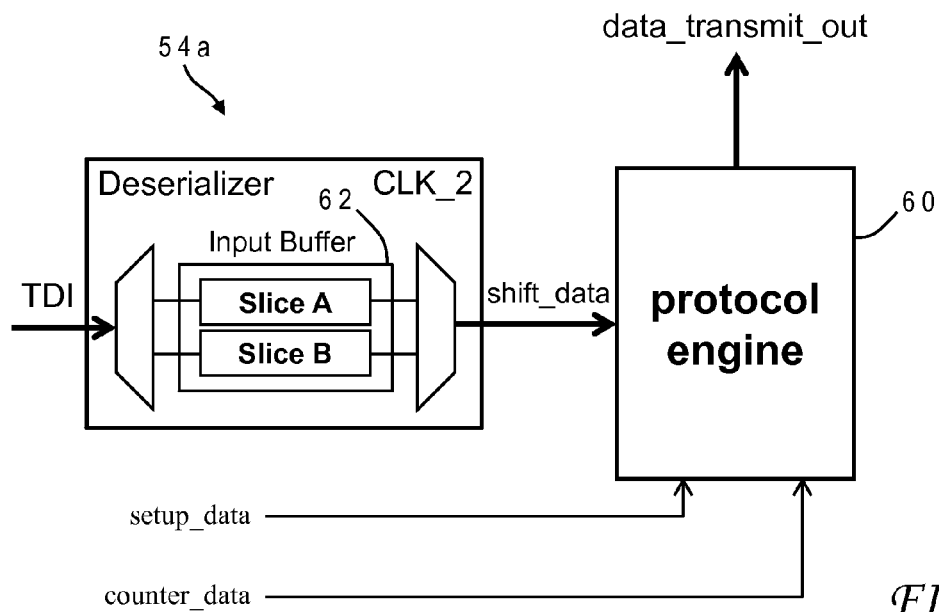 54a
data_transmit_out
Deserializer
CLK_2
62
60
Input Buffer
TDI
Slice A
Slice B
shift_data
protocol
engine
setup_data
counter_data